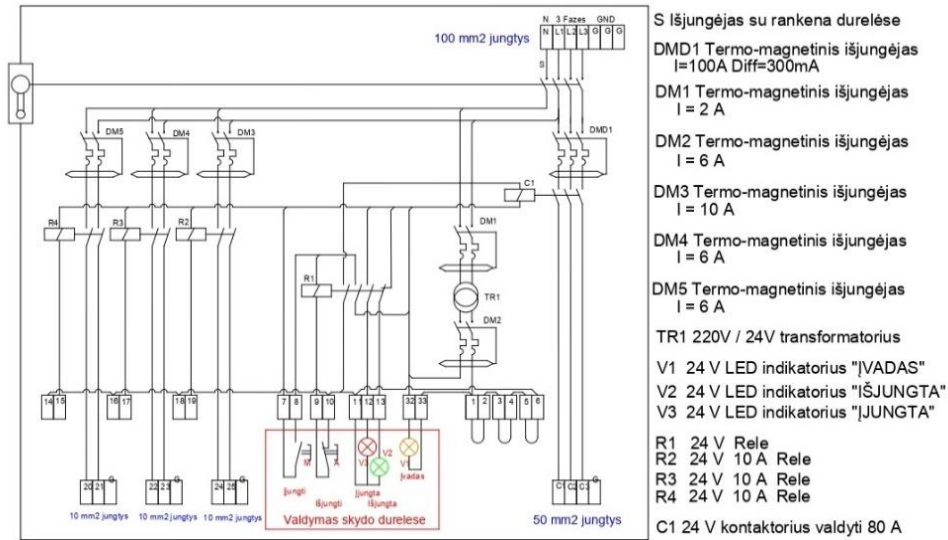 N 3 Fazes GND
N L1 L2 L3 G G G
100 mm2 jungtys
S
DM5
DM4
DM3
DMD1
C1
R4
R3
R2
DM1
R1
TR1
DM2
14 15
16 17
18 19
7 8
9 10
11 12 13
32 33
1 2 3 4 5 6
M
V3
V2
V1
Įvadas
Įjungti
Išjungti
Įjungta
Išjungta
Valdymas skydo durelese
20 21 G
22 23 G
24 25 G
10 mm2 jungtys
10 mm2 jungtys
10 mm2 jungtys
C1 C2 C3 G
50 mm2 jungtys
S Išjungėjas su rankena durelėse
DMD1 Termo-magnetinis išjungėjas
I=100A Diff=300mA
DM1 Termo-magnetinis išjungėjas
I = 2 A
DM2 Termo-magnetinis išjungėjas
I = 6 A
DM3 Termo-magnetinis išjungėjas
I = 10 A
DM4 Termo-magnetinis išjungėjas
I = 6 A
DM5 Termo-magnetinis išjungėjas
I = 6 A
TR1 220V / 24V transformatorius
V1 24 V LED indikatorius "ĮVADAS"
V2 24 V LED indikatorius "IŠJUNGTA"
V3 24 V LED indikatorius "ĮJUNGTA"
R1 24 V Rele
R2 24 V 10 A Rele
R3 24 V 10 A Rele
R4 24 V 10 A Rele
C1 24 V kontaktorius valdyti 80 A